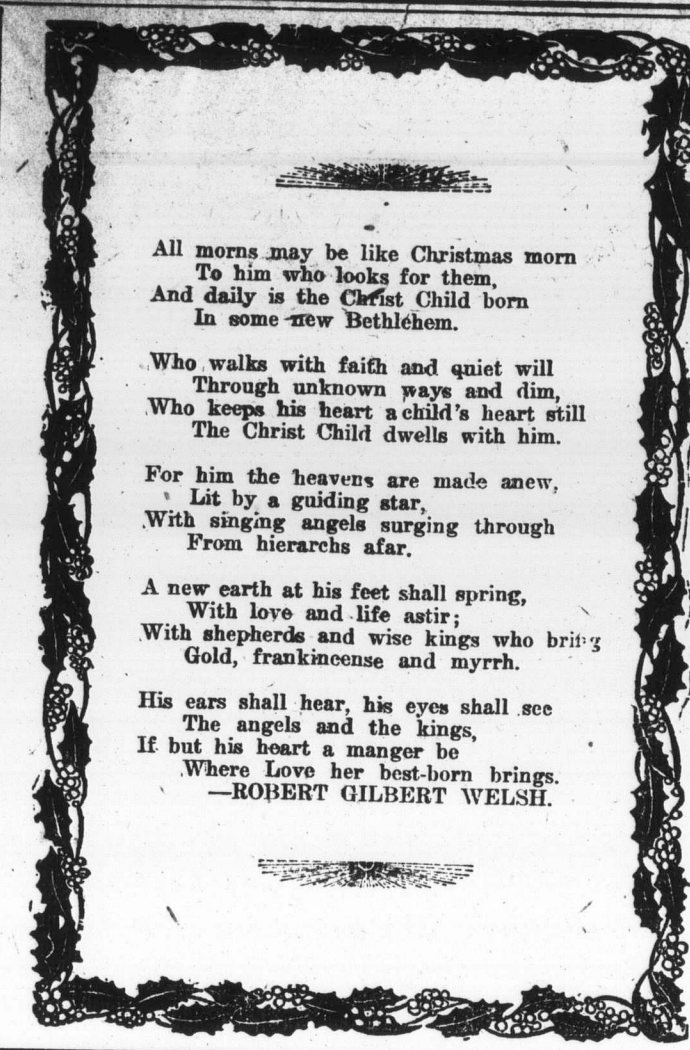 All morns may be like Christmas morn
To him who looks for them,
And daily is the Christ Child born
In some new Bethlehem.
Who walks with faith and quiet will
Through unknown ways and dim,
Who keeps his heart a child's heart still
The Christ Child dwells with him.
For him the heavens are made anew,
Lit by a guiding star,
With singing angels surging through
From hierarchs afar.
A new earth at his feet shall spring,
With love and life astir;
With shepherds and wise kings who bring
Gold, frankincense and myrrh.
His ears shall hear, his eyes shall see
The angels and the kings,
If but his heart a manger be
Where Love her best-born brings.
—ROBERT GILBERT WELSH.